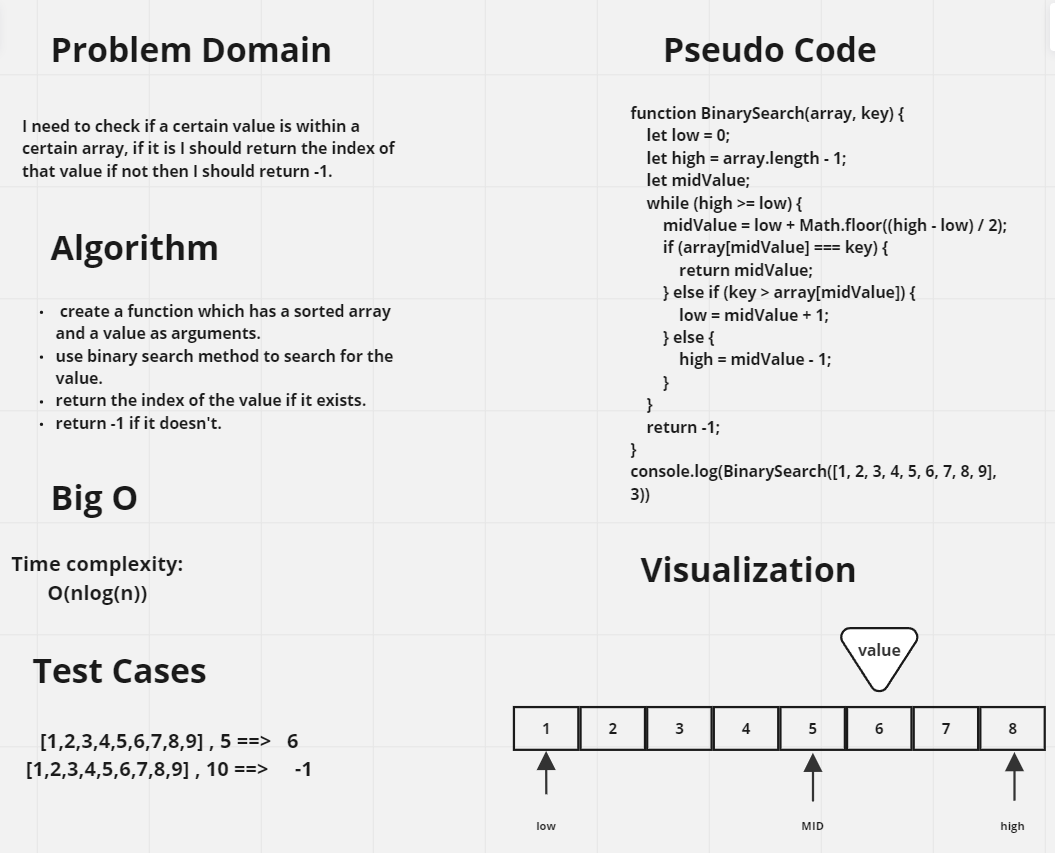 Problem Domain
I need to check if a certain value is within a
certain array, if it is I should return the index of
that value if not then I should return -1.
Algorithm
• create a function which has a sorted array
and a value as arguments.
• use binary search method to search for the
value.
• return the index of the value if it exists.
• return -1 if it doesn't.
Big O
Time complexity:
O(nlog(n))
Test Cases
[1,2,3,4,5,6,7,8,9] , 5 ==> 6
[1,2,3,4,5,6,7,8,9] , 10 ==> -1
Pseudo Code
function BinarySearch(array, key) {
let low = 0;
let high = array.length - 1;
let midValue;
while (high >= low) {
midValue = low + Math.floor((high - low) / 2);
if (array[midValue] === key) {
return midValue;
} else if (key > array[midValue]) {
low = midValue + 1;
} else {
high = midValue - 1;
}
}
return -1;
}
console.log(BinarySearch([1, 2, 3, 4, 5, 6, 7, 8, 9],
3))
Visualization
value
1 2 3 4 5 6 7 8
low MID high